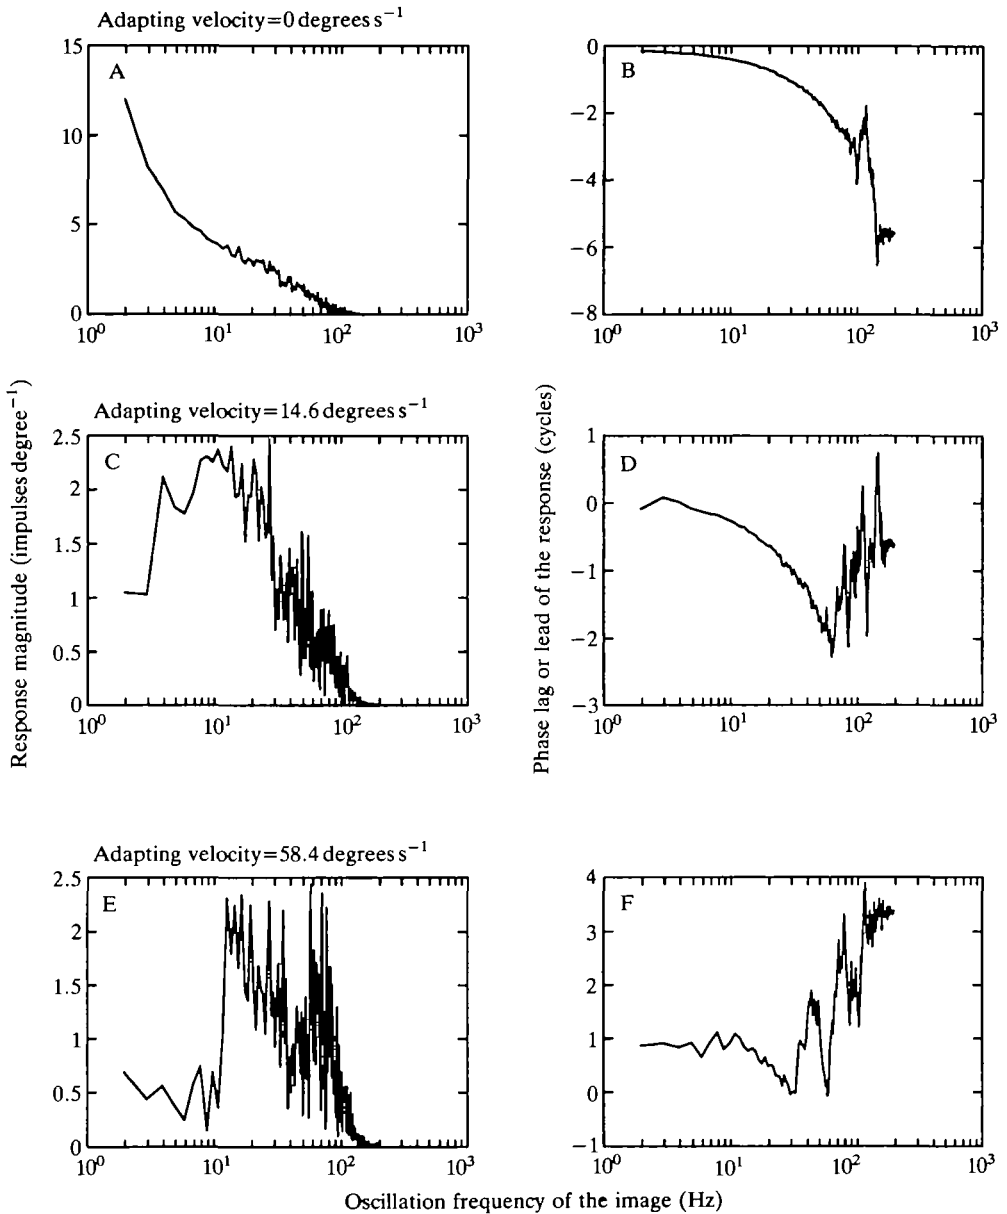 Adapting velocity=0 degrees s⁻¹
A
15
10
5
0
10⁰ 10¹ 10² 10³
B
0
−2
−4
−6
−8
10⁰ 10¹ 10² 10³
Adapting velocity=14.6 degrees s⁻¹
C
2.5
2
1.5
1
0.5
0
10⁰ 10¹ 10² 10³
D
1
0
−1
−2
−3
10⁰ 10¹ 10² 10³
Response magnitude (impulses degree⁻¹)
Phase lag or lead of the response (cycles)
Adapting velocity=58.4 degrees s⁻¹
E
2.5
2
1.5
1
0.5
0
10⁰ 10¹ 10² 10³
F
4
3
2
1
0
−1
10⁰ 10¹ 10² 10³
Oscillation frequency of the image (Hz)